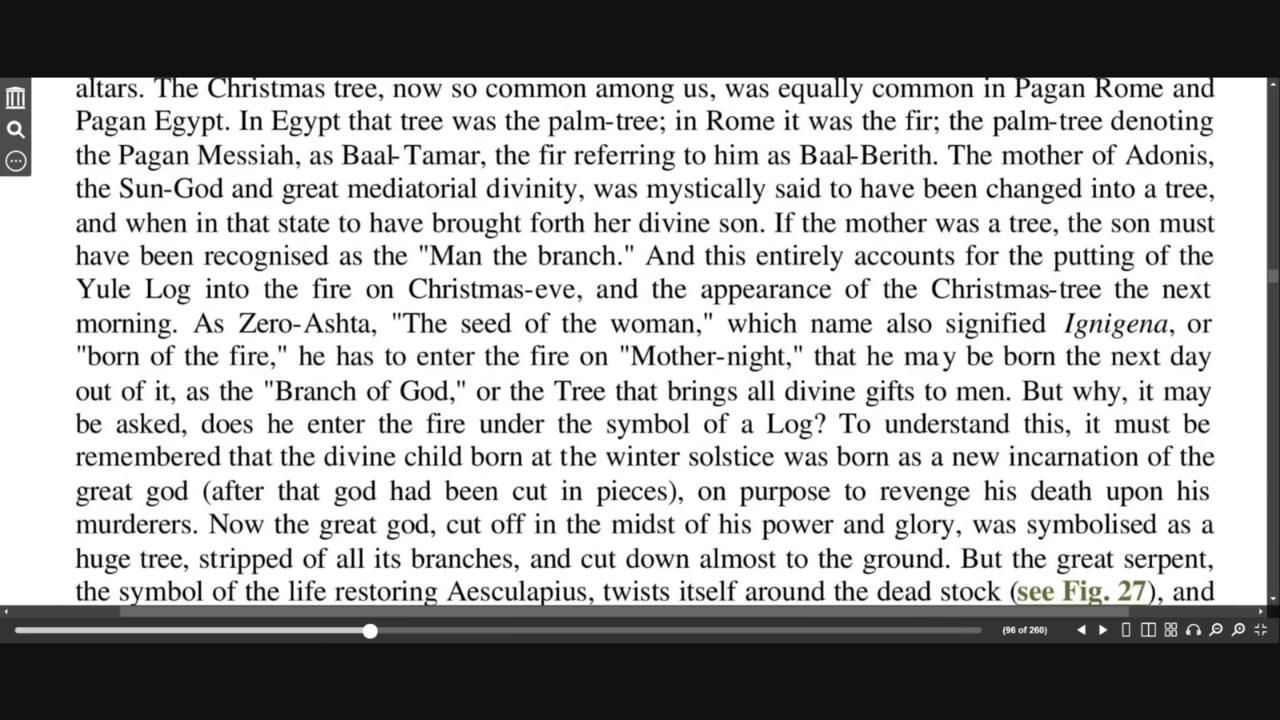 altars. The Christmas tree, now so common among us, was equally common in Pagan Rome and
Pagan Egypt. In Egypt that tree was the palm-tree; in Rome it was the fir; the palm-tree denoting
the Pagan Messiah, as Baal-Tamar, the fir referring to him as Baal-Berith. The mother of Adonis,
the Sun-God and great mediatorial divinity, was mystically said to have been changed into a tree,
and when in that state to have brought forth her divine son. If the mother was a tree, the son must
have been recognised as the "Man the branch." And this entirely accounts for the putting of the
Yule Log into the fire on Christmas-eve, and the appearance of the Christmas-tree the next
morning. As Zero-Ashta, "The seed of the woman," which name also signified Ignigena, or
"born of the fire," he has to enter the fire on "Mother-night," that he may be born the next day
out of it, as the "Branch of God," or the Tree that brings all divine gifts to men. But why, it may
be asked, does he enter the fire under the symbol of a Log? To understand this, it must be
remembered that the divine child born at the winter solstice was born as a new incarnation of the
great god (after that god had been cut in pieces), on purpose to revenge his death upon his
murderers. Now the great god, cut off in the midst of his power and glory, was symbolised as a
huge tree, stripped of all its branches, and cut down almost to the ground. But the great serpent,
the symbol of the life restoring Aesculapius, twists itself around the dead stock (see Fig. 27), and
(96 of 260)